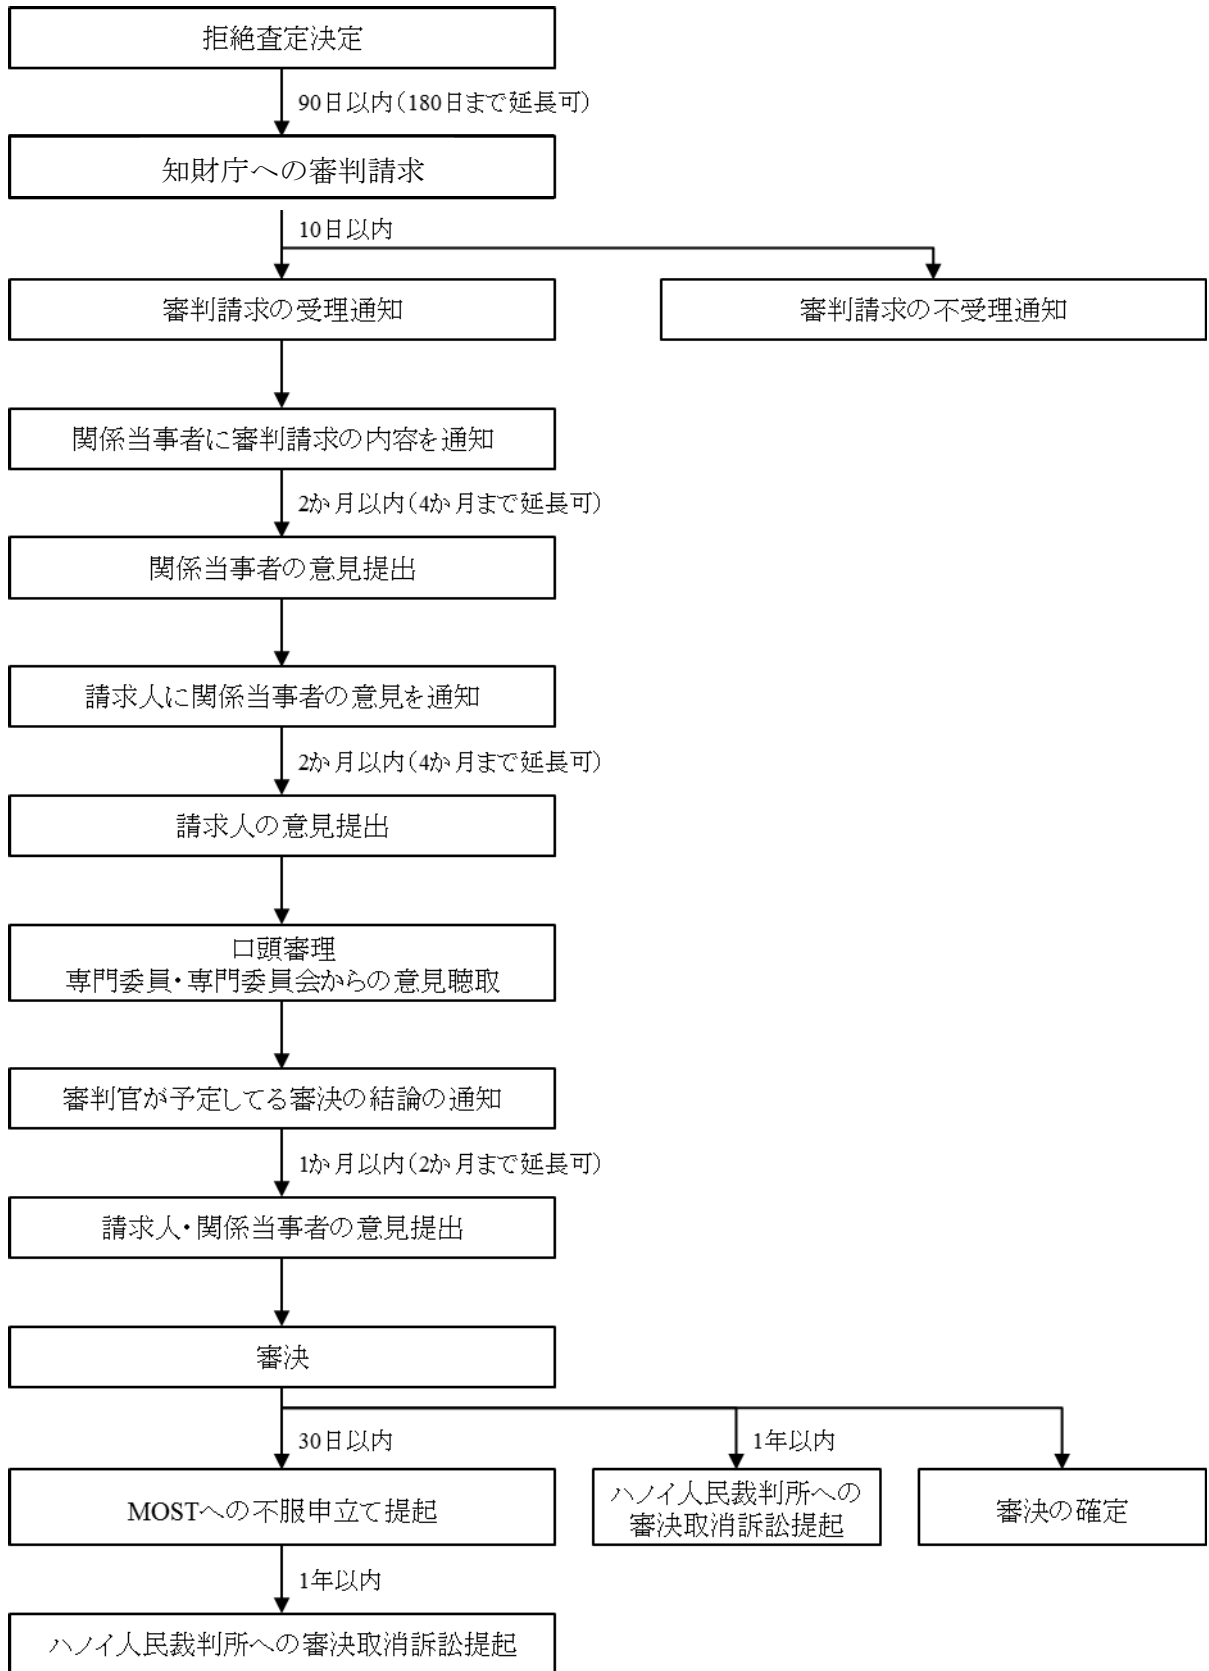 拒絶査定決定
90日以内（180日まで延長可）
知財庁への審判請求
10日以内
審判請求の受理通知
審判請求の不受理通知
関係当事者に審判請求の内容を通知
2か月以内（4か月まで延長可）
関係当事者の意見提出
請求人に関係当事者の意見を通知
2か月以内（4か月まで延長可）
請求人の意見提出
口頭審理
専門委員・専門委員会からの意見聴取
審判官が予定してる審決の結論の通知
1か月以内（2か月まで延長可）
請求人・関係当事者の意見提出
審決
30日以内
1年以内
MOSTへの不服申立て提起
ハノイ人民裁判所への
審決取消訴訟提起
審決の確定
1年以内
ハノイ人民裁判所への審決取消訴訟提起